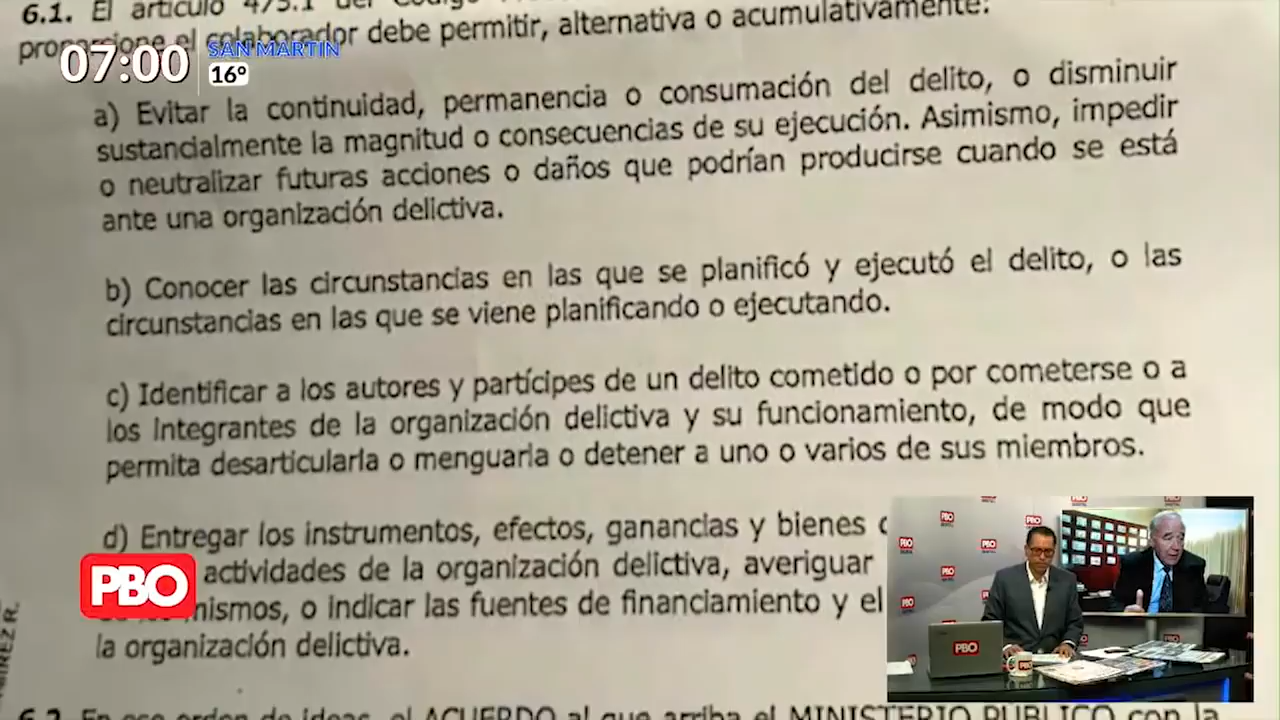 6.1. El artículo 475.1 del Código
proporcione el colaborador debe permitir, alternativa o acumulativamente:
07:00
SAN MARTIN
16°
a) Evitar la continuidad, permanencia o consumación del delito, o disminuir
sustancialmente la magnitud o consecuencias de su ejecución. Asimismo, impedir
o neutralizar futuras acciones o daños que podrían producirse cuando se está
ante una organización delictiva.
b) Conocer las circunstancias en las que se planificó y ejecutó el delito, o las
circunstancias en las que se viene planificando o ejecutando.
c) Identificar a los autores y partícipes de un delito cometido o por cometerse o a
los integrantes de la organización delictiva y su funcionamiento, de modo que
permita desarticularla o menguarla o detener a uno o varios de sus miembros.
d) Entregar los instrumentos, efectos, ganancias y bienes
actividades de la organización delictiva, averiguar
mismos, o indicar las fuentes de financiamiento y el
la organización delictiva.
PBO
PBO
PBO
6.2. En ese orden de ideas, el ACUERDO al que arriba el MINISTERIO PÚBLICO con la